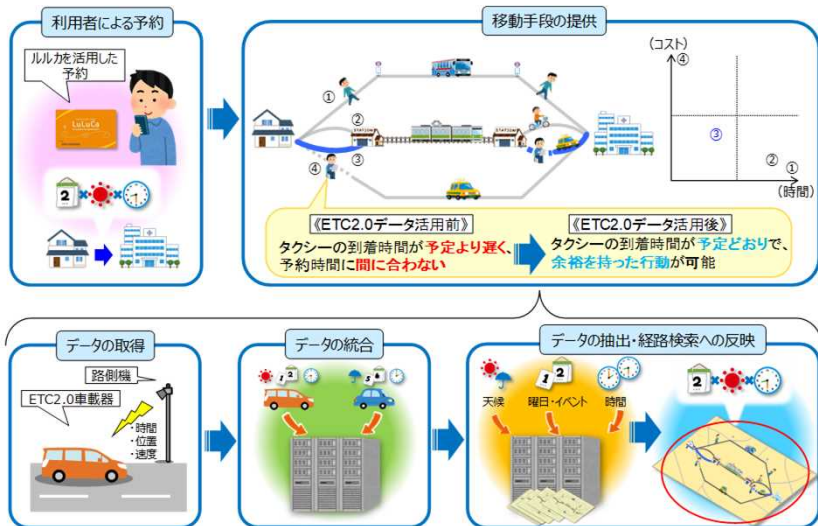 利用者による予約
ルルカを活用した
予約
LuLuCa
2
移動手段の提供
①
②
③
④
(コスト)
④
③
②
①
(時間)
《ETC2.0データ活用前》
タクシーの到着時間が予定より遅く、
予約時間に間に合わない
《ETC2.0データ活用後》
タクシーの到着時間が予定どおりで、
余裕を持った行動が可能
データの取得
路側機
ETC2.0車載器
・時間
・位置
・速度
データの統合
1 2
データの抽出・経路検索への反映
1 2
天候
曜日・イベント
時間
2